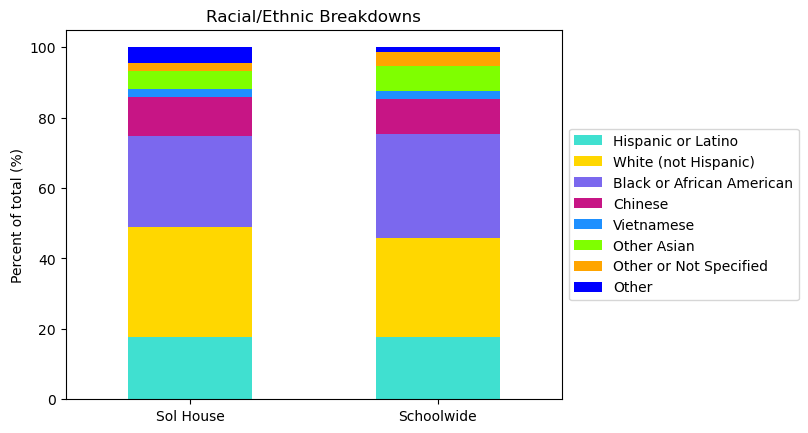 Racial/Ethnic Breakdowns
Percent of total (%)
100
80
60
40
20
0
Sol House
Schoolwide
Hispanic or Latino
White (not Hispanic)
Black or African American
Chinese
Vietnamese
Other Asian
Other or Not Specified
Other